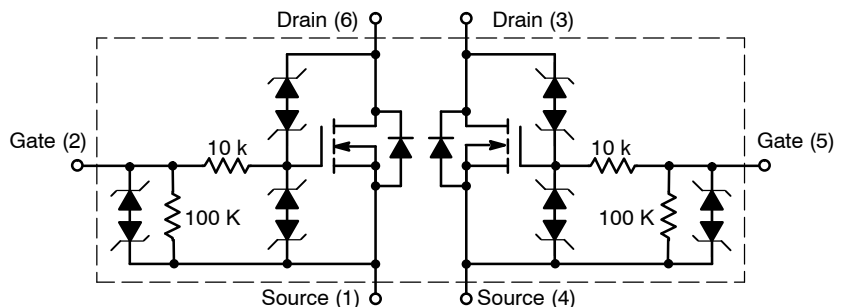 Drain (6)
Drain (3)
Gate (2)
10 k
10 k
Gate (5)
100 K
100 K
Source (1)
Source (4)